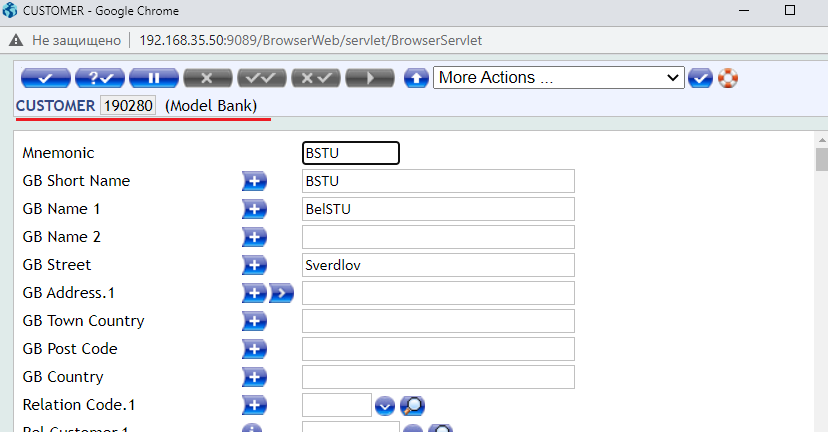 CUSTOMER - Google Chrome
Не защищено 192.168.35.50:9089/BrowserWeb/servlet/BrowserServlet
More Actions ...
CUSTOMER 190280 (Model Bank)
Mnemonic BSTU
GB Short Name BSTU
GB Name 1 BelSTU
GB Name 2
GB Street Sverdlov
GB Address.1
GB Town Country
GB Post Code
GB Country
Relation Code.1
Rel Customer.1